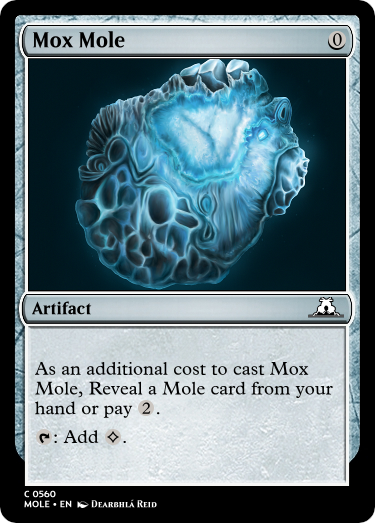 Mox Mole 0
Artifact
As an additional cost to cast Mox
Mole, Reveal a Mole card from your
hand or pay 2.
: Add .
C 0560
MOLE • EN Dearbhlá Reid